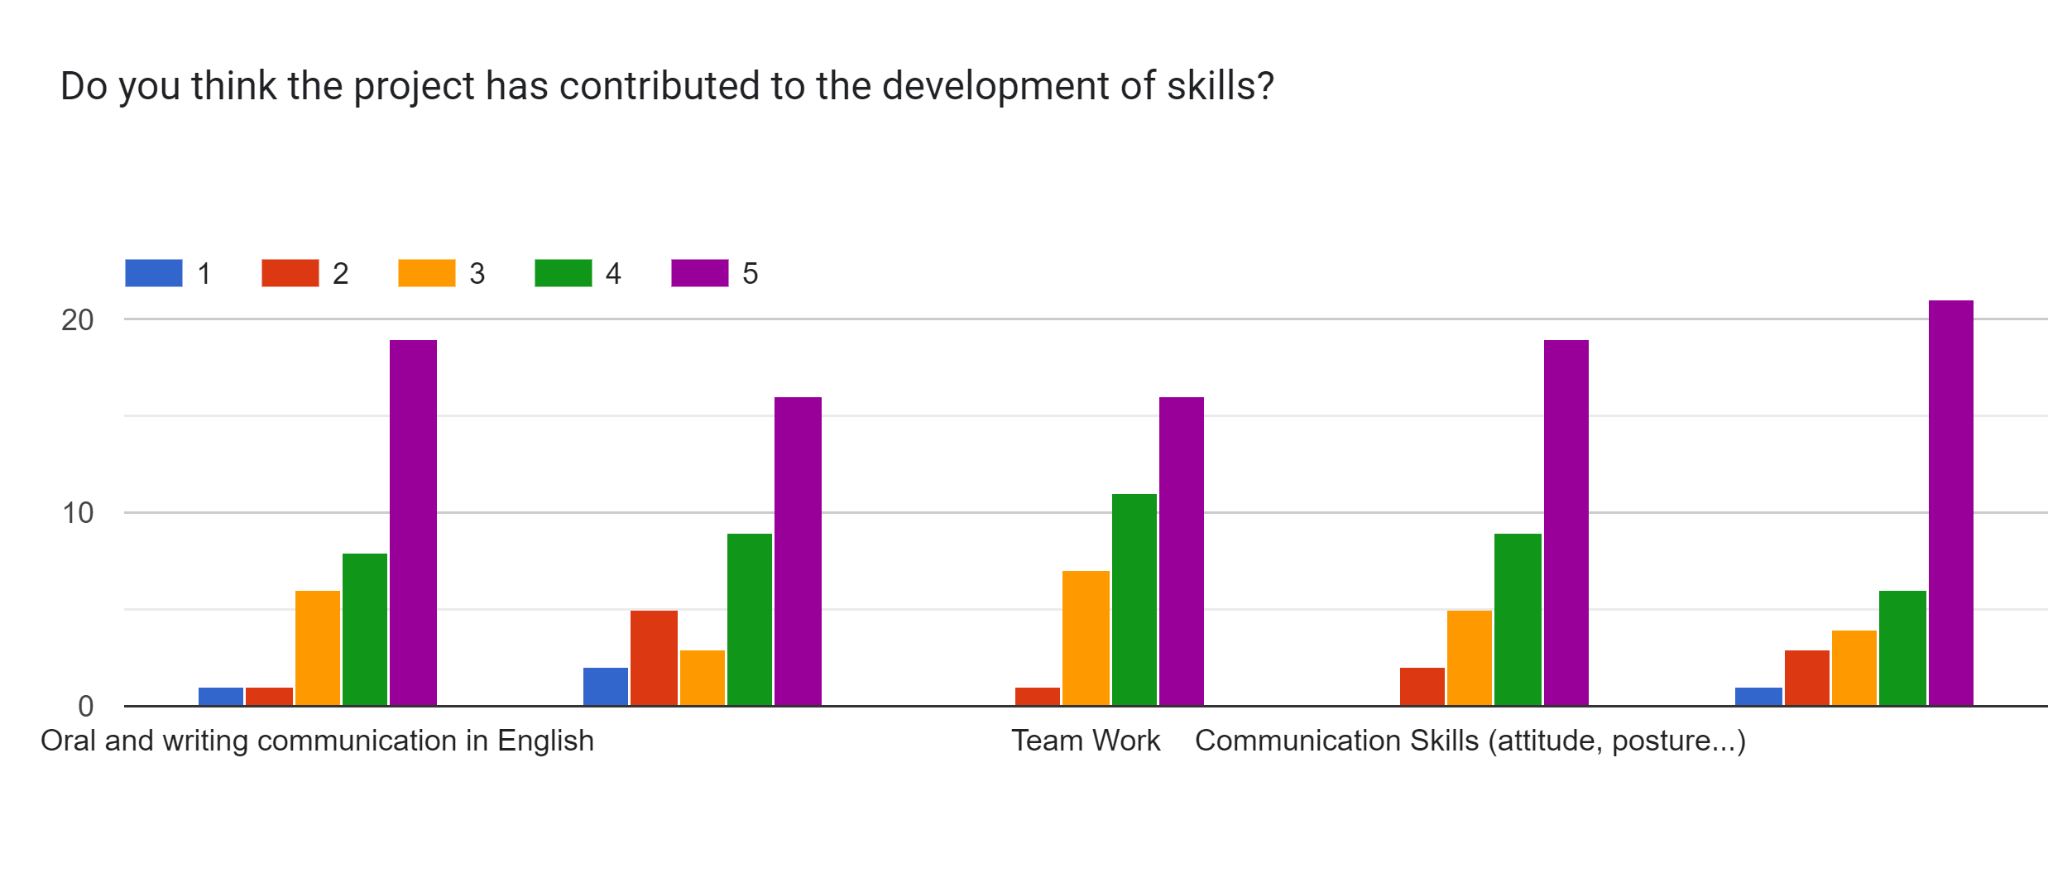 Do you think the project has contributed to the development of skills?
1 2 3 4 5
20
10
0
Oral and writing communication in English Team Work Communication Skills (attitude, posture...)